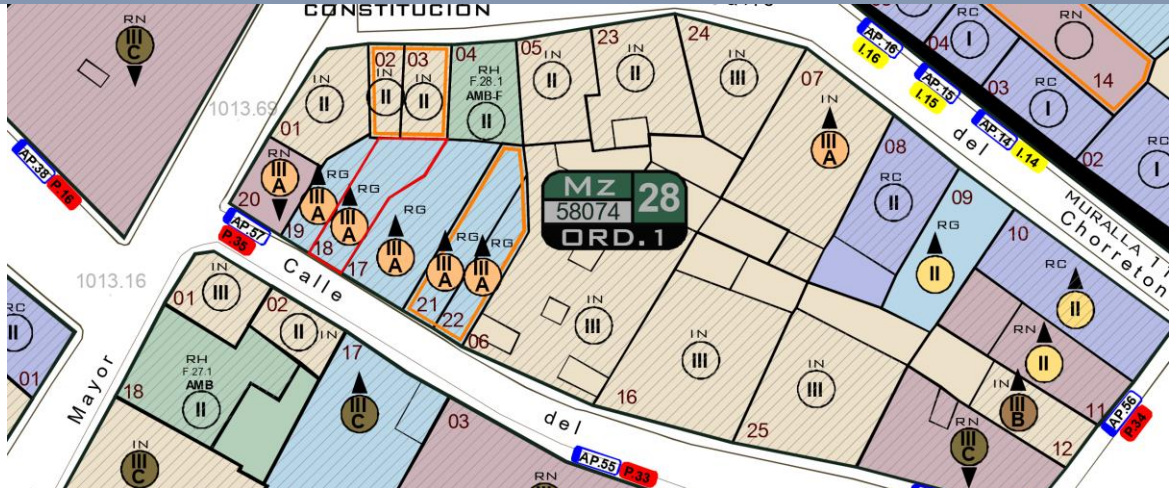 CONSTITUCION
RN
III
C
1013.69
AP.38
P.16
01
IN
II
02
IN
II
03
IN
II
04
RH
F 28.1
AMB-F
II
05
IN
II
23
IN
II
24
IN
III
07
IN
III
A
08
RC
II
09
RG
II
10
RC
II
11
RN
II
12
IN
III
B
RN
III
C
20
RN
III
A
19
RG
III
A
18
III
A
17
RG
III
A
21
RG
III
A
22
RG
III
A
06
IN
III
16
IN
III
25
IN
III
Mz
28
58074
ORD.1
AP.57
P.35
Calle
del
AP.55
P.33
AP.56
P.34
AP.16
I.16
AP.15
I.15
AP.14
I.14
del
Chorreton
MURALLA 1
04
RC
I
03
RC
I
02
RC
I
RN
14
1013.16
Mayor
RC
II
01
01
IN
III
02
II
IN
18
RH
F 27.1
AMB
II
17
III
C
03
RN
III
C
IN
III
C